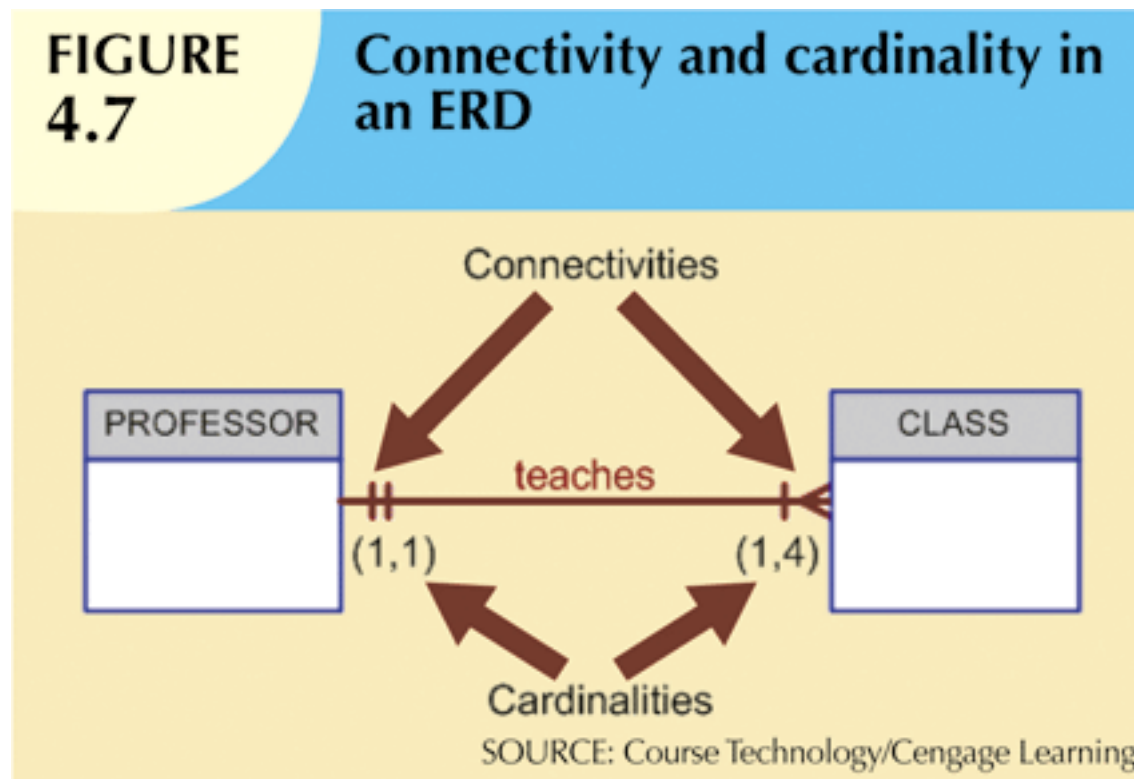 FIGURE
4.7
Connectivity and cardinality in
an ERD
Connectivities
PROFESSOR
CLASS
teaches
(1,1)
(1,4)
Cardinalities
SOURCE: Course Technology/Cengage Learning